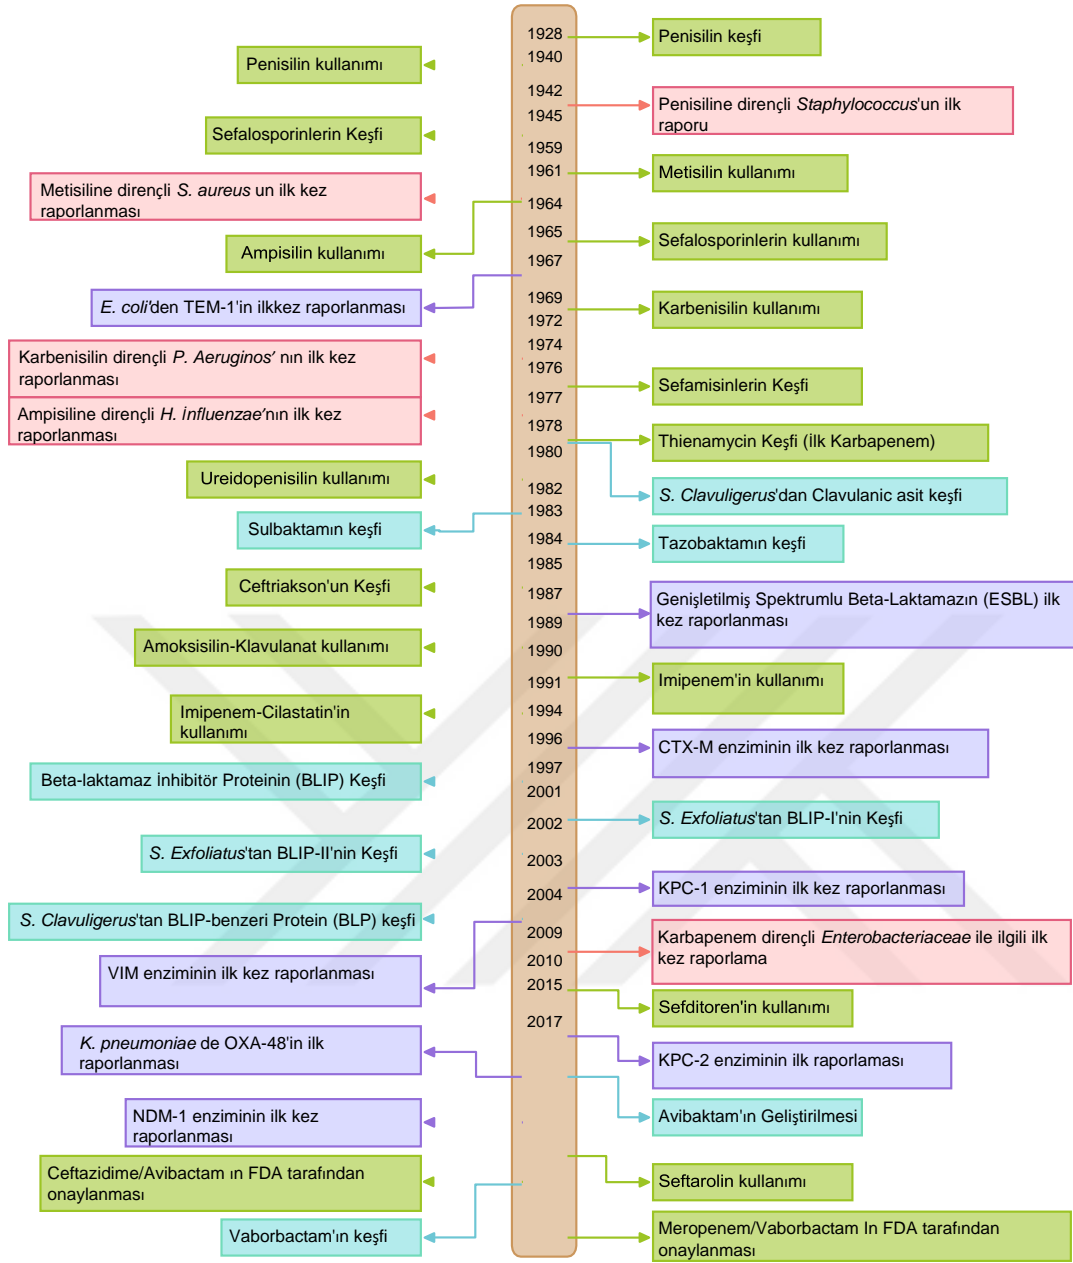 1928
Penisilin keşfi
1940
Penisilin kullanımı
1942
Penisiline dirençli Staphylococcus'un ilk
raporu
1945
Sefalosporinlerin Keşfi
1959
1961
Metisilin kullanımı
Metisiline dirençli S. aureus un ilk kez
raporlanması
1964
1965
Sefalosporinlerin kullanımı
Ampisilin kullanımı
1967
E. coli'den TEM-1'in ilkkez raporlanması
1969
Karbenisilin kullanımı
1972
1974
Karbenisilin dirençli P. Aeruginos' nın ilk kez
raporlanması
1976
Sefamisinlerin Keşfi
1977
Ampisiline dirençli H. İnfluenzae'nın ilk kez
raporlanması
1978
Thienamycin Keşfi (İlk Karbapenem)
1980
Ureidopenisilin kullanımı
1982
S. Clavuligerus'dan Clavulanic asit keşfi
1983
Sulbaktamın keşfi
1984
Tazobaktamın keşfi
1985
Ceftriakson'un Keşfi
1987
Genişletilmiş Spektrumlu Beta-Laktamazın (ESBL) ilk
kez raporlanması
1989
Amoksisilin-Klavulanat kullanımı
1990
1991
Imipenem'in kullanımı
1994
Imipenem-Cilastatin'in
kullanımı
1996
CTX-M enziminin ilk kez raporlanması
1997
Beta-laktamaz İnhibitör Proteinin (BLIP) Keşfi
2001
2002
S. Exfoliatus'tan BLIP-I'nin Keşfi
S. Exfoliatus'tan BLIP-II'nin Keşfi
2003
2004
KPC-1 enziminin ilk kez raporlanması
S. Clavuligerus'tan BLIP-benzeri Protein (BLP) keşfi
2009
Karbapenem dirençli Enterobacteriaceae ile ilgili ilk
kez raporlama
2010
VIM enziminin ilk kez raporlanması
2015
Sefditoren'in kullanımı
2017
K. pneumoniae de OXA-48'in ilk
raporlanması
KPC-2 enziminin ilk raporlaması
NDM-1 enziminin ilk kez
raporlanması
Avibaktam'ın Geliştirilmesi
Ceftazidime/Avibactam ın FDA tarafından
onaylanması
Seftarolin kullanımı
Vaborbactam'ın keşfi
Meropenem/Vaborbactam In FDA tarafından
onaylanması